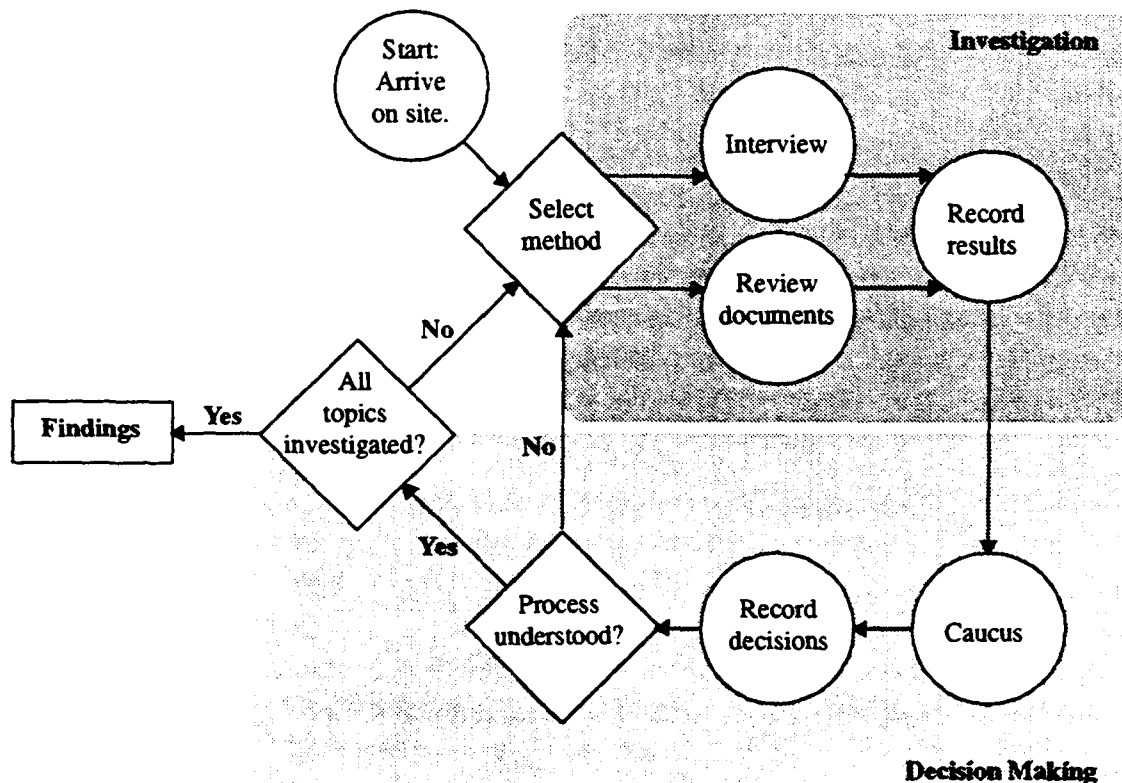 Start:
Arrive
on site.
Investigation
Interview
Select
method
Record
results
Review
documents
No
All
topics
investigated?
Yes
Findings
No
Yes
Process
understood?
Record
decisions
Caucus
Decision Making